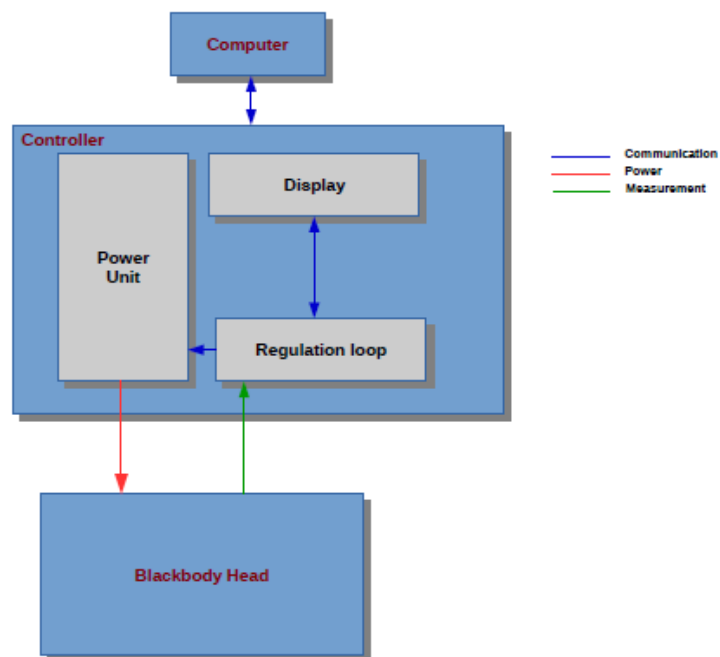 Computer
Controller
Display
Power
Unit
Regulation loop
Blackbody Head
Communication
Power
Measurement